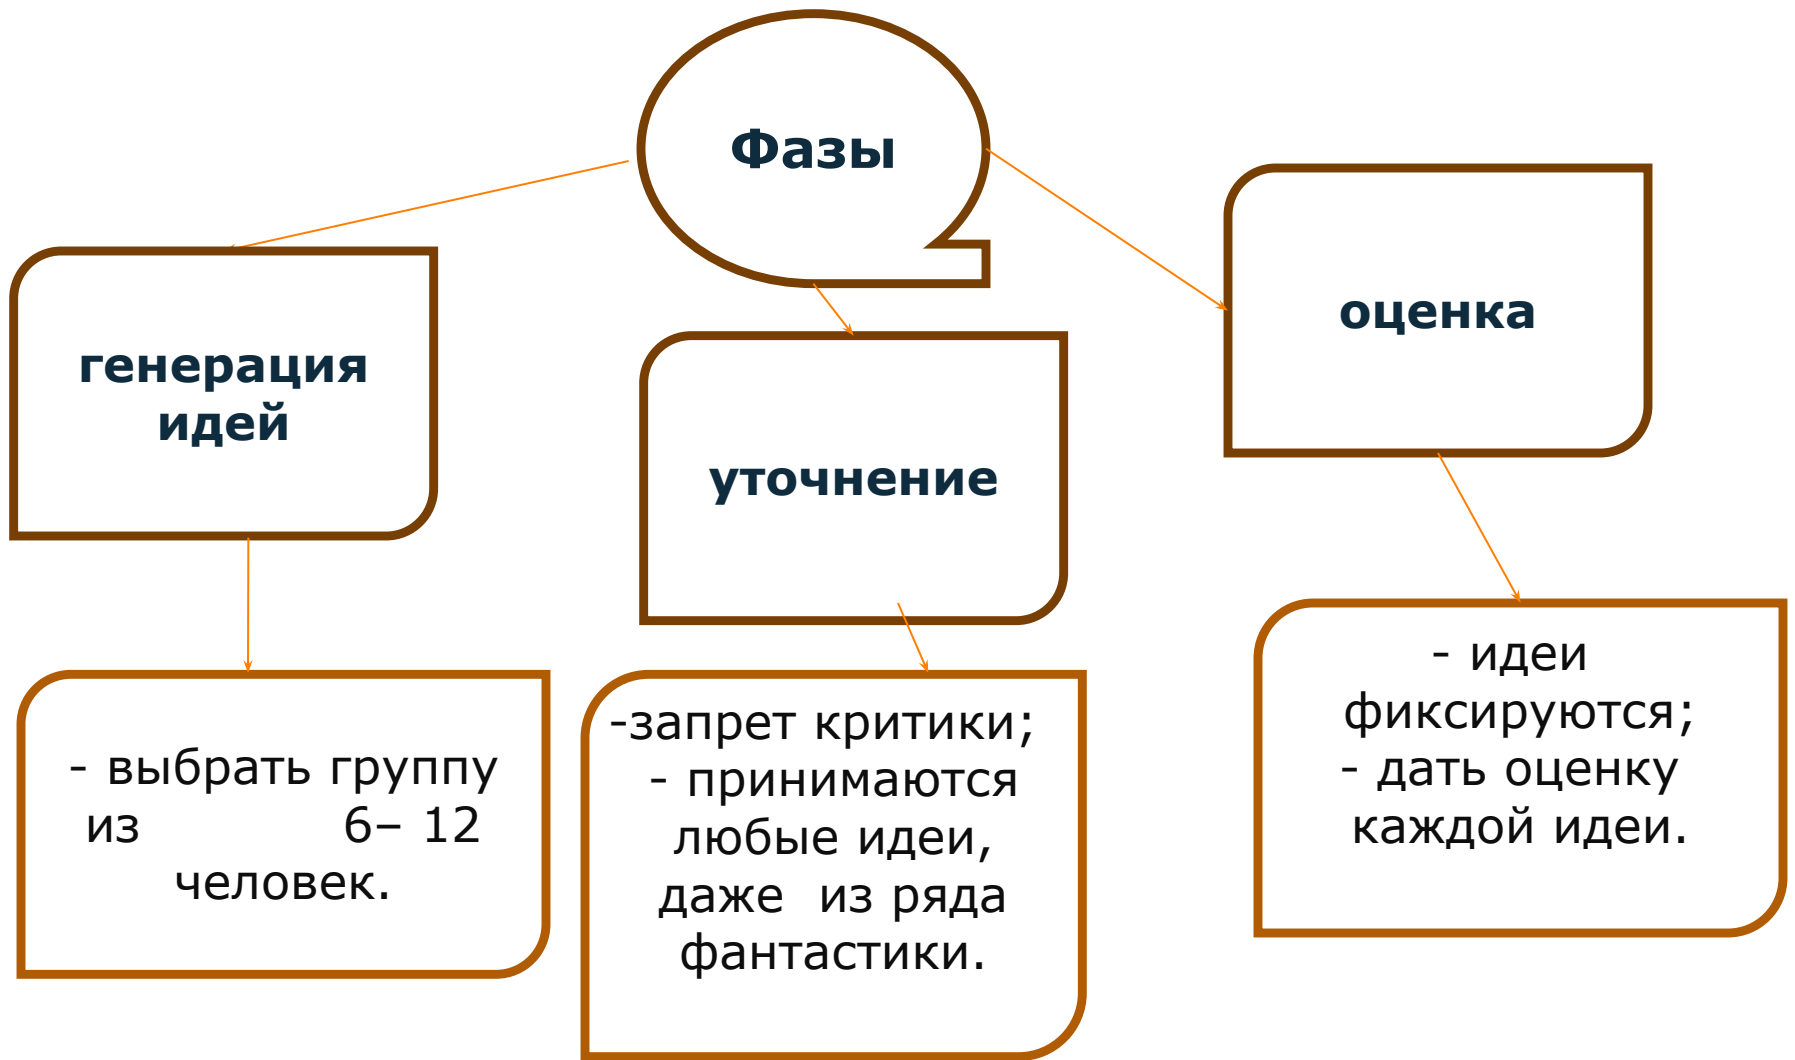 Фазы
генерация
идей
уточнение
оценка
- выбрать группу
из 6– 12
человек.
-запрет критики;
- принимаются
любые идеи,
даже из ряда
фантастики.
- идеи
фиксируются;
- дать оценку
каждой идеи.